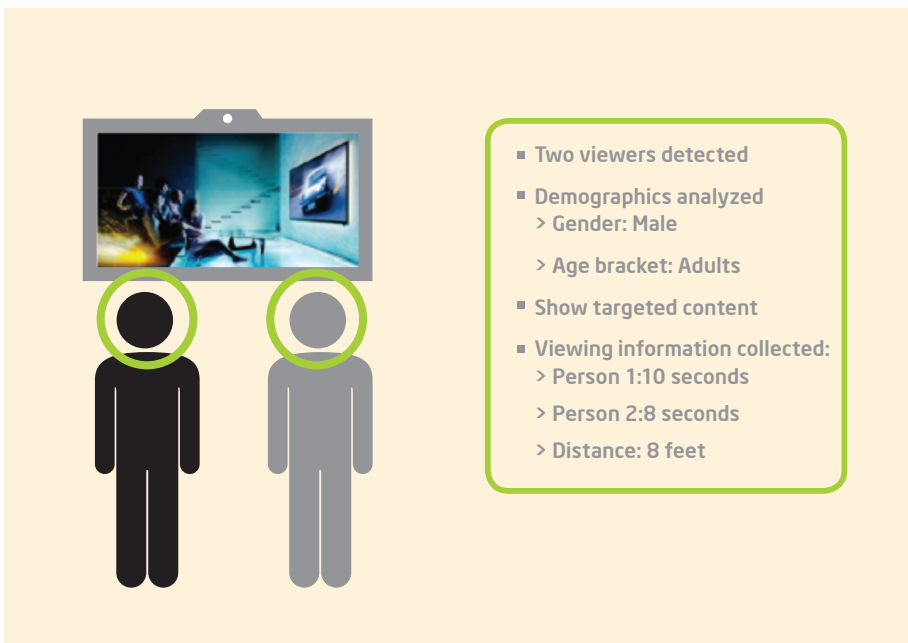 Two viewers detected
Demographics analyzed
> Gender: Male
> Age bracket: Adults
Show targeted content
Viewing information collected:
> Person 1:10 seconds
> Person 2:8 seconds
> Distance: 8 feet